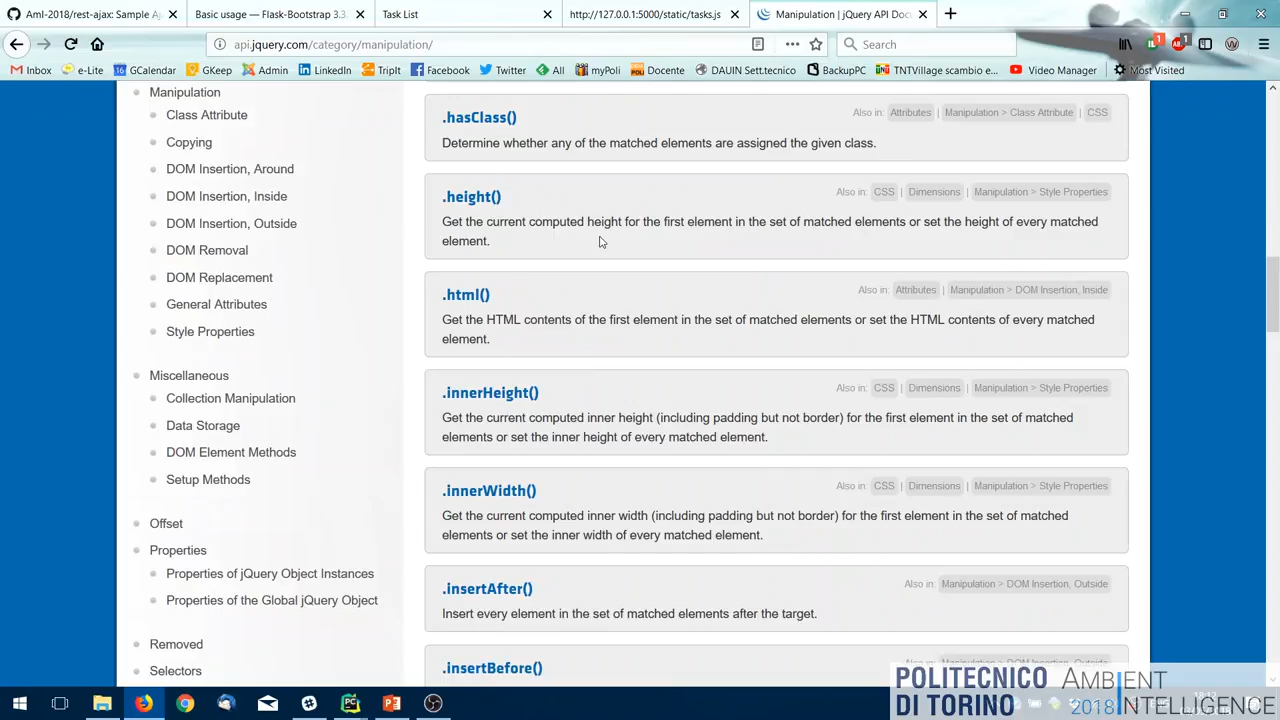 AmI-2018/rest-ajax: Sample Aj
Basic usage — Flask-Bootstrap 3.3.
Task List
http://127.0.0.1:5000/static/tasks.js
Manipulation | jQuery API Doc
api.jquery.com/category/manipulation/
Search
Inbox
e-Lite
GCalendar
GKeep
Admin
LinkedIn
TripIt
Facebook
Twitter
All
myPoli
Docente
DAUIN Sett.tecnico
BackupPC
TNTVillage scambio e...
Video Manager
Most Visited
Manipulation
Class Attribute
Copying
DOM Insertion, Around
DOM Insertion, Inside
DOM Insertion, Outside
DOM Removal
DOM Replacement
General Attributes
Style Properties
Miscellaneous
Collection Manipulation
Data Storage
DOM Element Methods
Setup Methods
Offset
Properties
Properties of jQuery Object Instances
Properties of the Global jQuery Object
Removed
Selectors
.hasClass()
Also in: Attributes | Manipulation > Class Attribute | CSS
Determine whether any of the matched elements are assigned the given class.
.height()
Also in: CSS | Dimensions | Manipulation > Style Properties
Get the current computed height for the first element in the set of matched elements or set the height of every matched
element.
.html()
Also in: Attributes | Manipulation > DOM Insertion, Inside
Get the HTML contents of the first element in the set of matched elements or set the HTML contents of every matched
element.
.innerHeight()
Also in: CSS | Dimensions | Manipulation > Style Properties
Get the current computed inner height (including padding but not border) for the first element in the set of matched
elements or set the inner height of every matched element.
.innerWidth()
Also in: CSS | Dimensions | Manipulation > Style Properties
Get the current computed inner width (including padding but not border) for the first element in the set of matched
elements or set the inner width of every matched element.
.insertAfter()
Also in: Manipulation > DOM Insertion, Outside
Insert every element in the set of matched elements after the target.
.insertBefore()
Also in: Manipulation > DOM Insertion, Outside
POLITECNICO
DI TORINO
AMBIENT
2018 INTELLIGENCE